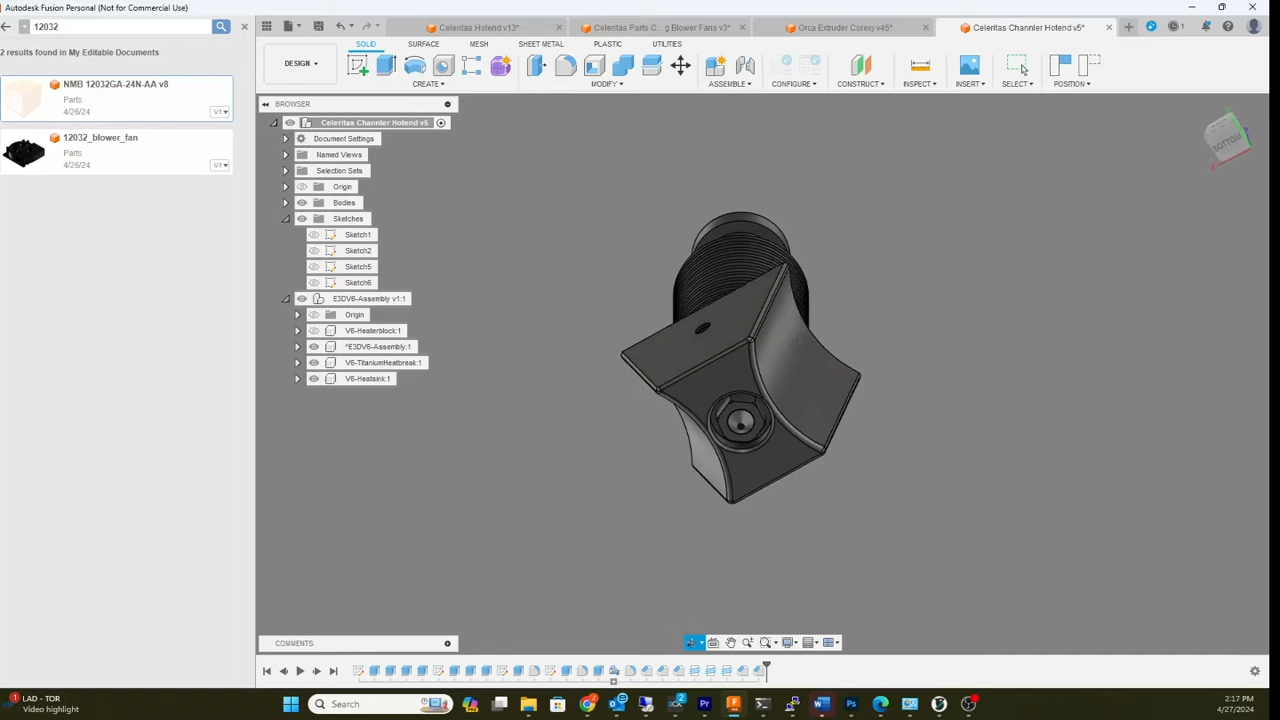 Autodesk Fusion Personal (Not for Commercial Use)
12032
2 results found in My Editable Documents
NMB 12032GA-24N-AA v8
Parts
4/26/24
V1
12032_blower_fan
Parts
4/26/24
V1
Celeritas Hotend v13*
Celeritas Parts C...g Blower Fans v3*
Orca Extruder Corexy v45*
Celeritas Channler Hotend v5*
1
SOLID
SURFACE
MESH
SHEET METAL
PLASTIC
UTILITIES
DESIGN
CREATE
MODIFY
ASSEMBLE
CONFIGURE
CONSTRUCT
INSPECT
INSERT
SELECT
POSITION
BROWSER
Celeritas Channler Hotend v5
Document Settings
Named Views
Selection Sets
Origin
Bodies
Sketches
Sketch1
Sketch2
Sketch5
Sketch6
E3DV6-Assembly v1:1
Origin
V6-Heaterblock:1
^E3DV6-Assembly:1
V6-TitaniumHeatbreak:1
V6-Heatsink:1
BOTTOM
X
COMMENTS
1
LAD - TOR
Video highlight
Search
2
2:17 PM
4/27/2024